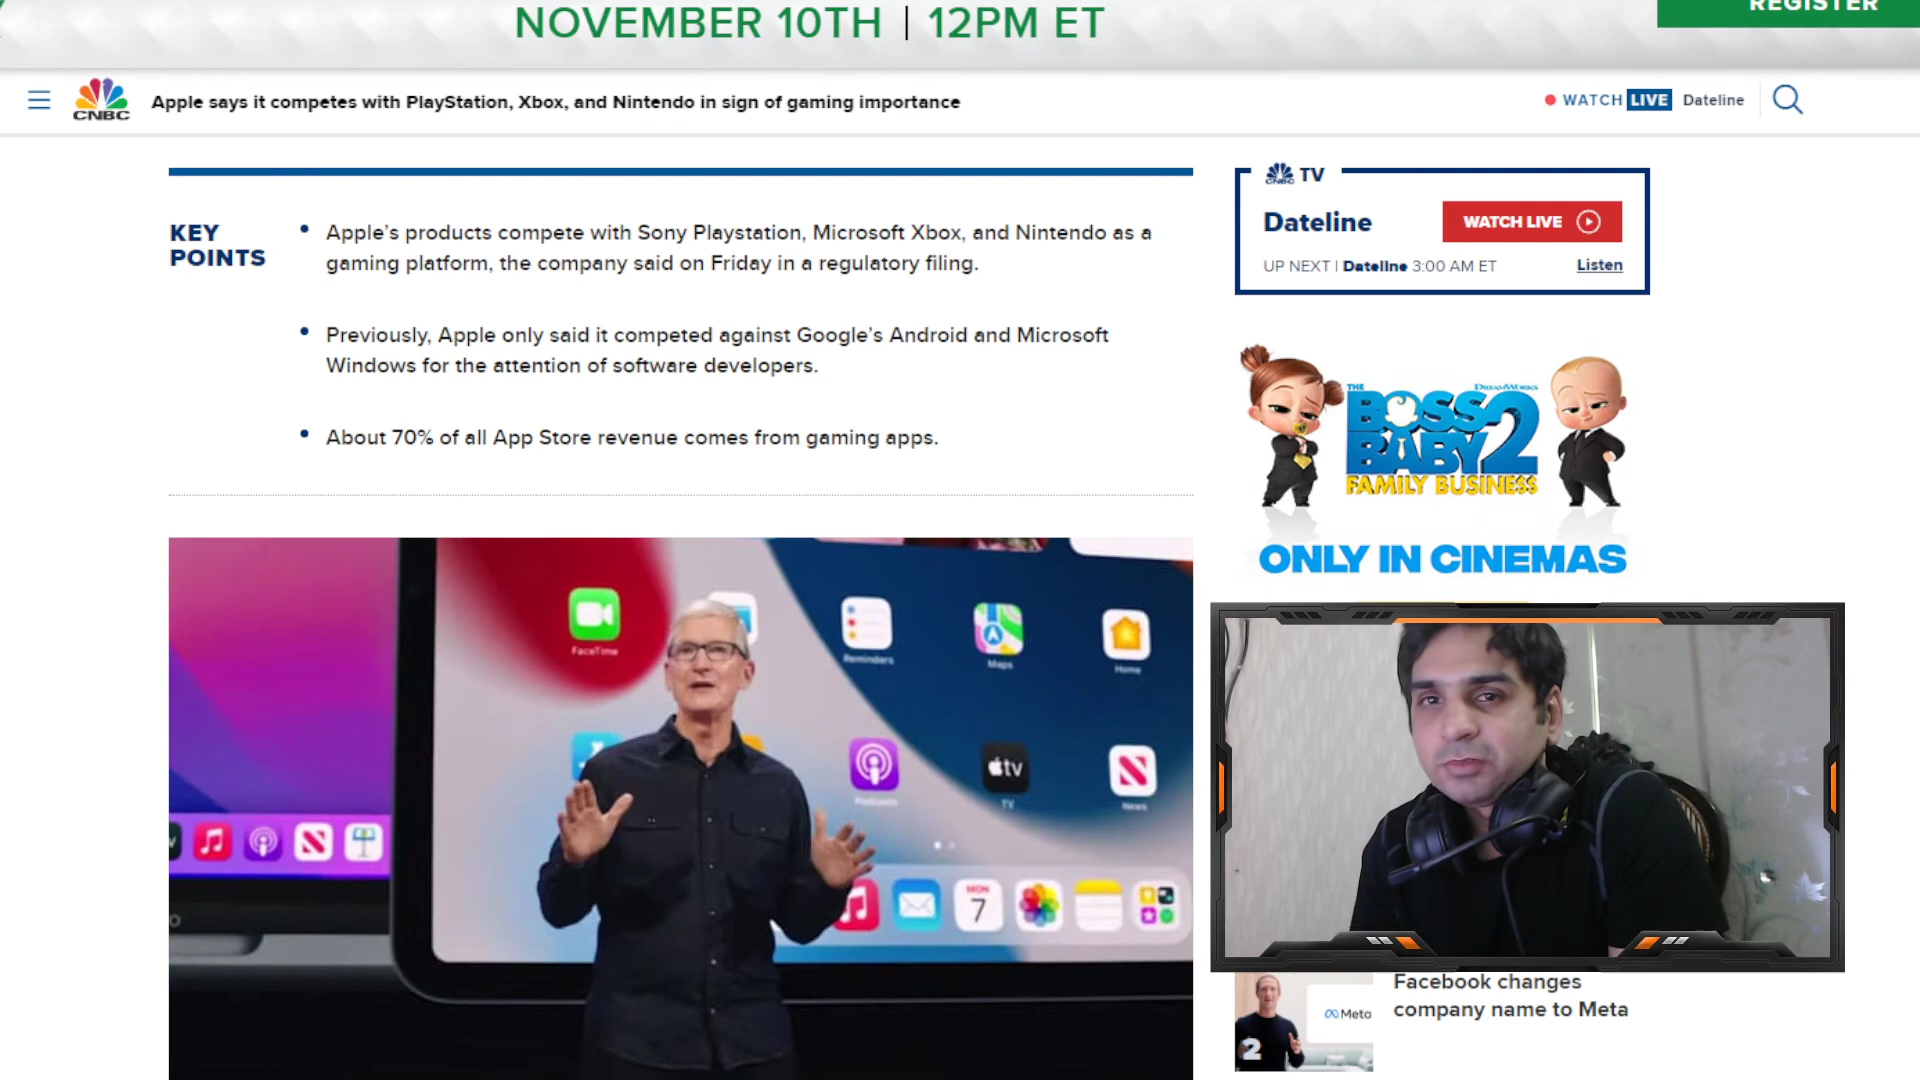 NOVEMBER 10TH | 12PM ET
REGISTER
CNBC
Apple says it competes with PlayStation, Xbox, and Nintendo in sign of gaming importance
WATCH LIVE
Dateline
KEY
POINTS
Apple’s products compete with Sony Playstation, Microsoft Xbox, and Nintendo as a
gaming platform, the company said on Friday in a regulatory filing.
Previously, Apple only said it competed against Google’s Android and Microsoft
Windows for the attention of software developers.
About 70% of all App Store revenue comes from gaming apps.
CNBC TV
Dateline
WATCH LIVE
UP NEXT | Dateline 3:00 AM ET
Listen
DREAMWORKS
THE
BOSS
BABY 2
FAMILY BUSINESS
ONLY IN CINEMAS
FaceTime
Reminders
Maps
Home
Podcasts
tv
TV
News
MON
7
Facebook changes
company name to Meta
Meta
2